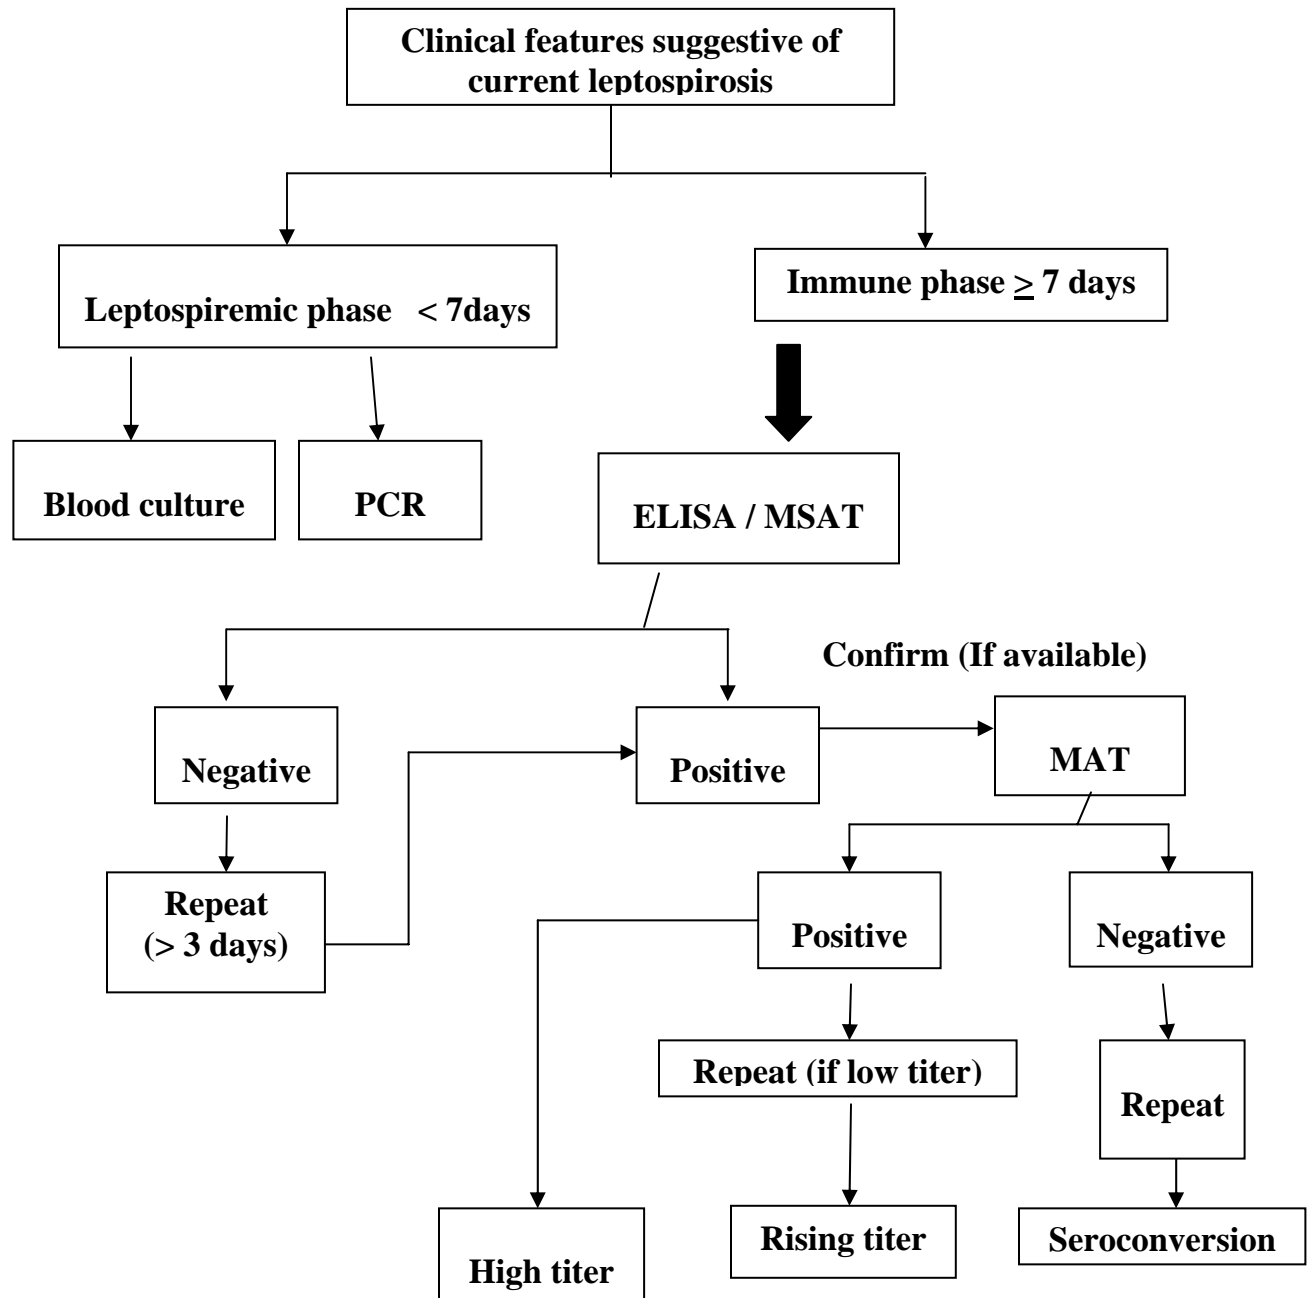 Clinical features suggestive of
current leptospirosis
Leptospiremic phase < 7days
Immune phase ≥ 7 days
Blood culture
PCR
ELISA / MSAT
Confirm (If available)
Negative
Positive
MAT
Repeat
(> 3 days)
Positive
Negative
Repeat (if low titer)
Repeat
High titer
Rising titer
Seroconversion